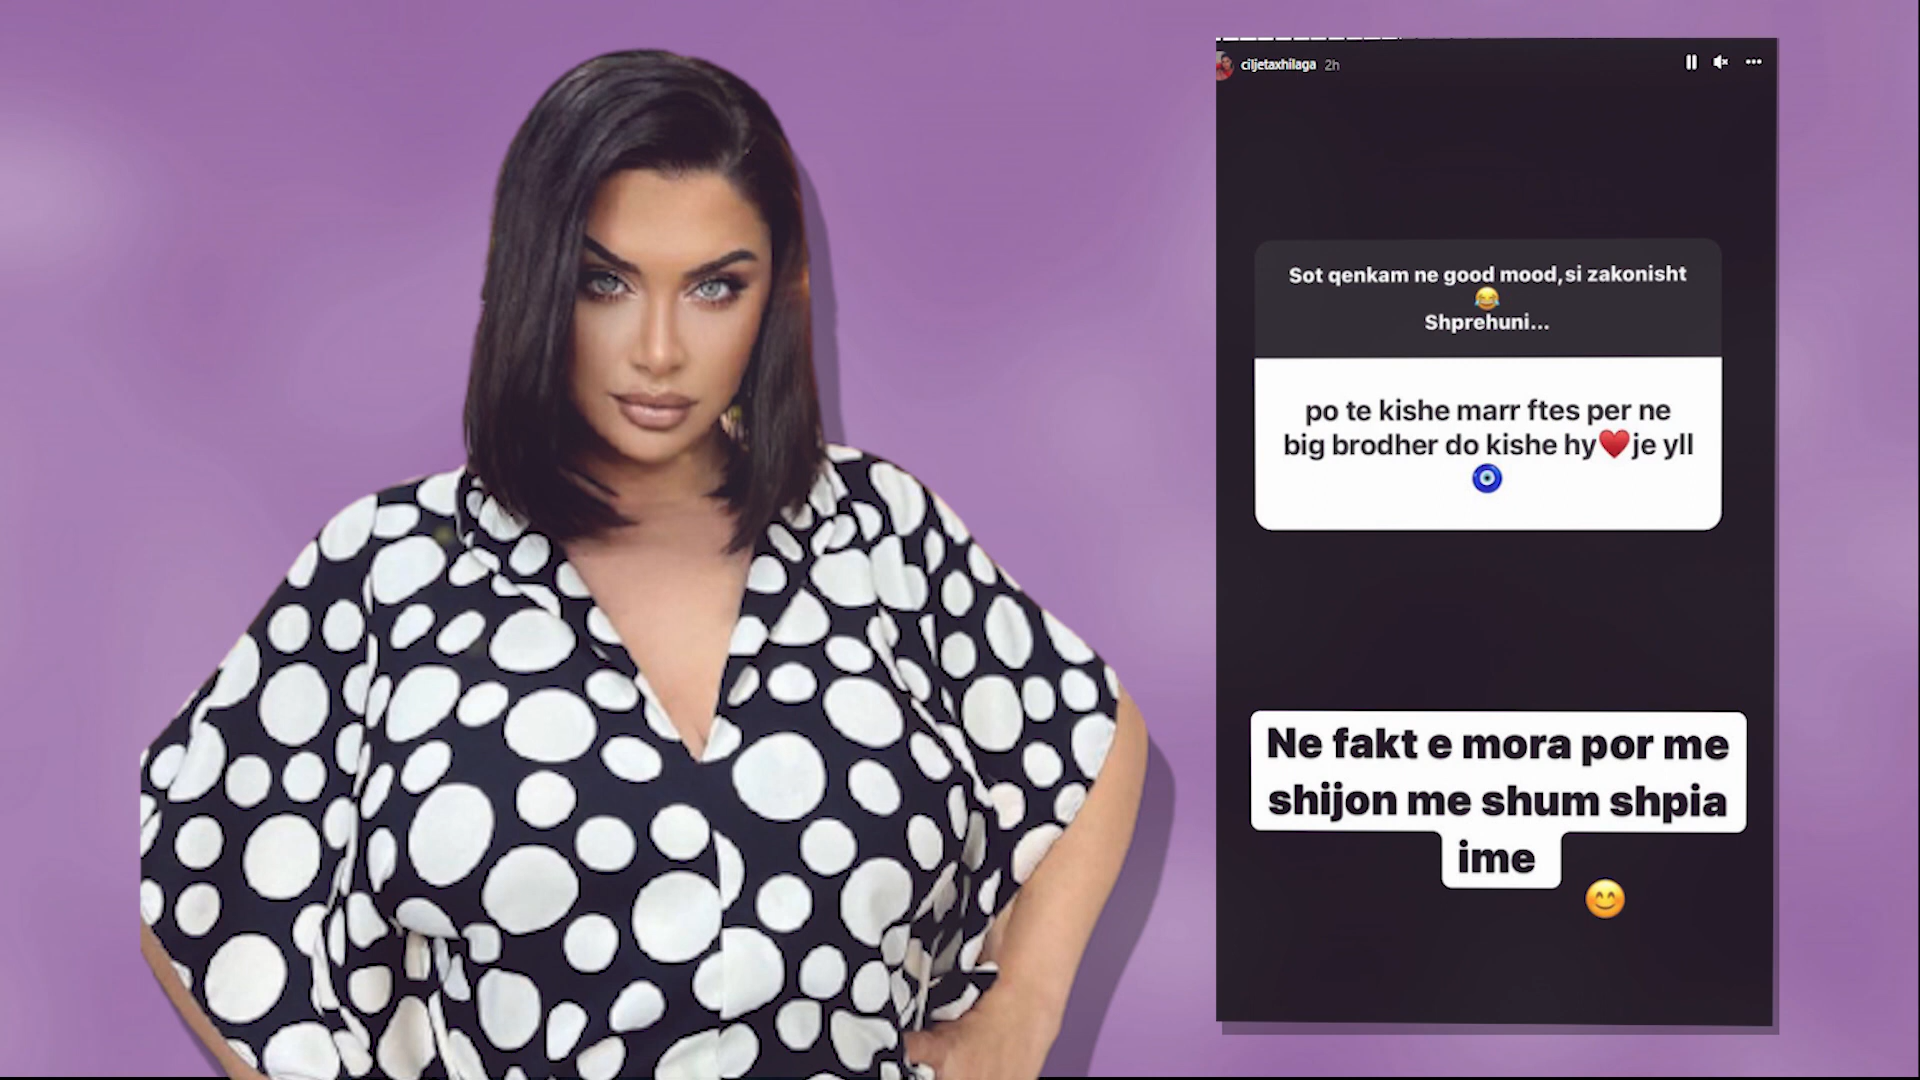 ciljetaxhilaga 2h
Sot qenkam ne good mood,si zakonisht
😂
Shprehuni...
po te kishe marr ftes per ne
big brodher do kishe hy❤️je yll
🧿
Ne fakt e mora por me
shijon me shum shpia
ime
😊